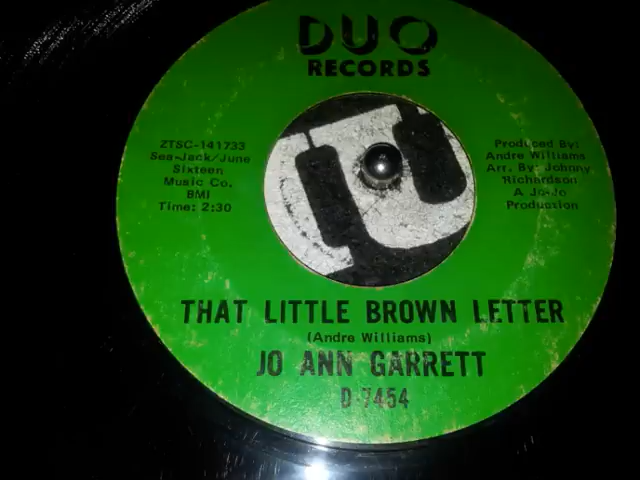 DUO
RECORDS
ZTSC-141733
Sea-Jack/June
Sixteen
Music Co.
BMI
Time: 2:30
Produced By:
Andre Williams
Arr. By: Johnny
Richardson
A Jo-Jo
Production
THAT LITTLE BROWN LETTER
(Andre Williams)
JO ANN GARRETT
D-7454